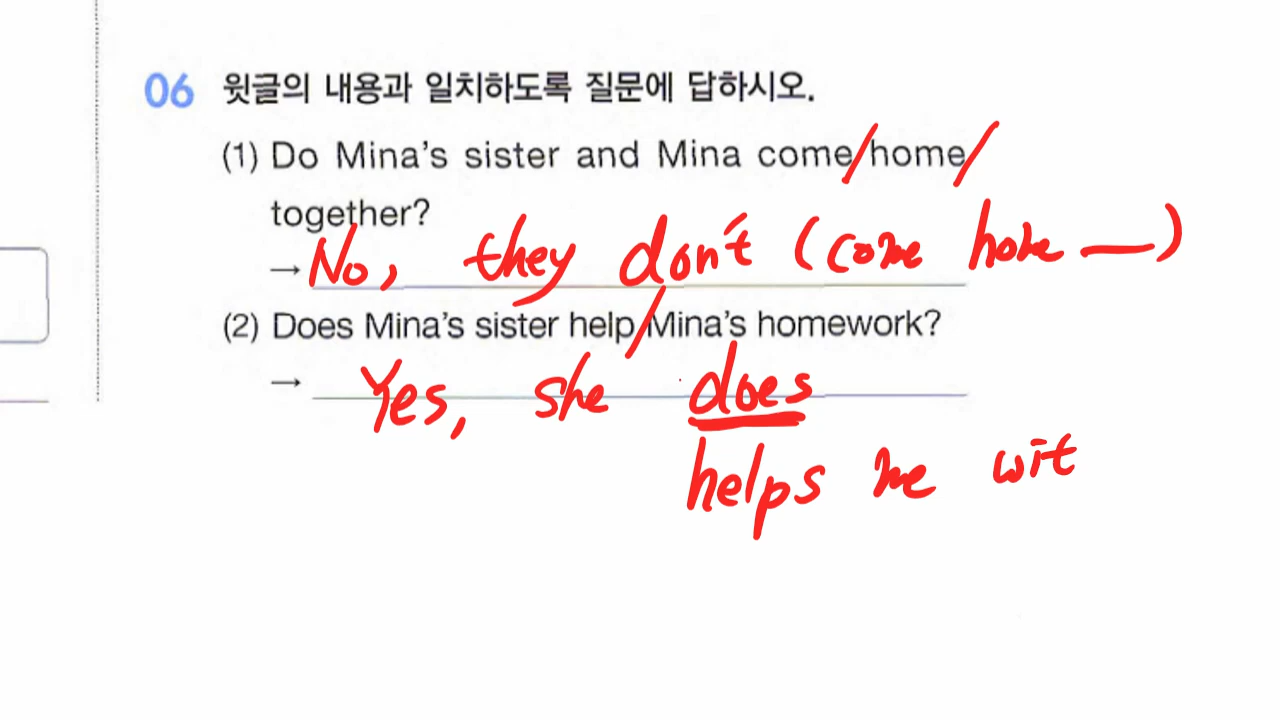 06 윗글의 내용과 일치하도록 질문에 답하시오.
(1) Do Mina's sister and Mina come/home/
together?
→ No, they don't (come home —)
(2) Does Mina's sister help/Mina's homework?
→ Yes, she does
helps me wit